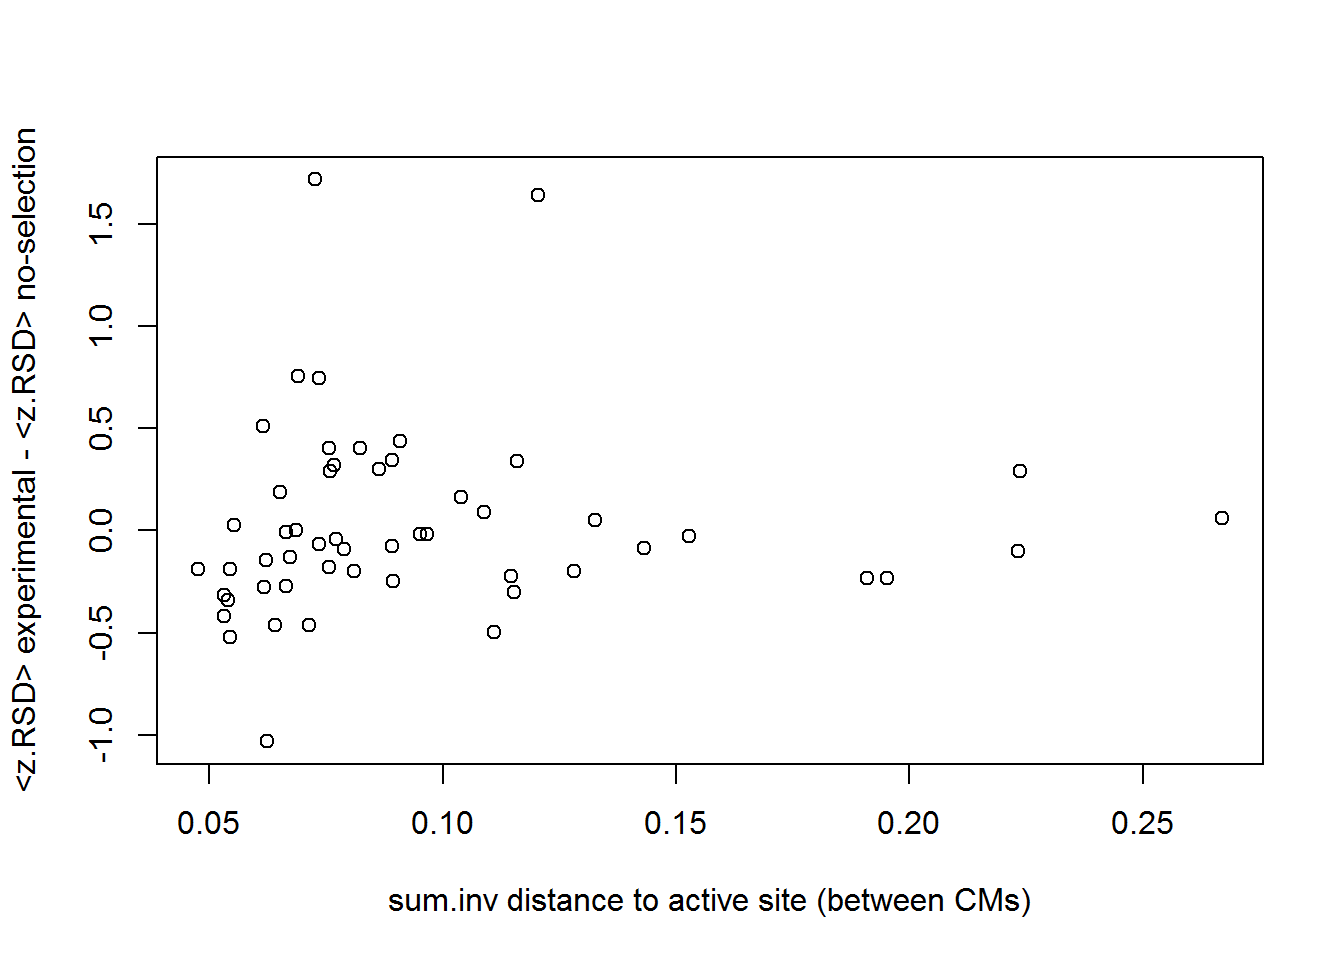 <z.RSD> experimental - <z.RSD> no-selection
1.5
1.0
0.5
0.0
-0.5
-1.0
0.05 0.10 0.15 0.20 0.25
sum.inv distance to active site (between CMs)